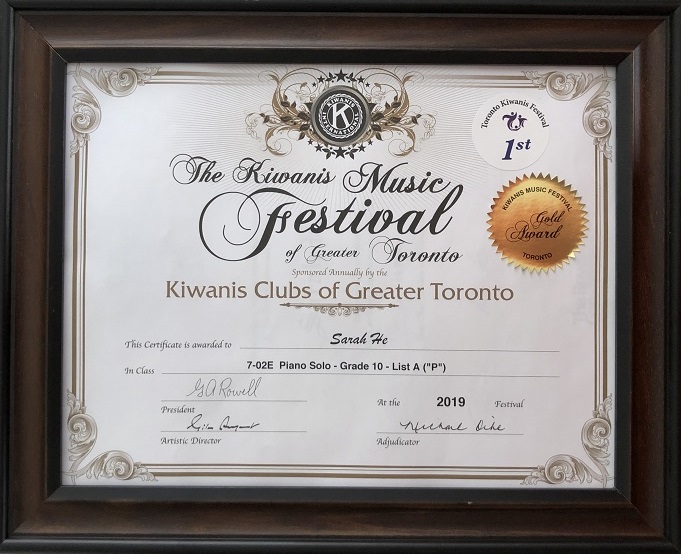 KIWANIS
K
INTERNATIONAL
Toronto Kiwanis Festival
1st
The Kiwanis Music
Festival
of Greater Toronto
KIWANIS MUSIC FESTIVAL
Gold
Award
TORONTO
Sponsored Annually by the
Kiwanis Clubs of Greater Toronto
This Certificate is awarded to Sarah He
In Class 7-02E Piano Solo - Grade 10 - List A ("P")
G A Rowell
President
At the 2019 Festival
Artistic Director
Michael
Adjudicator